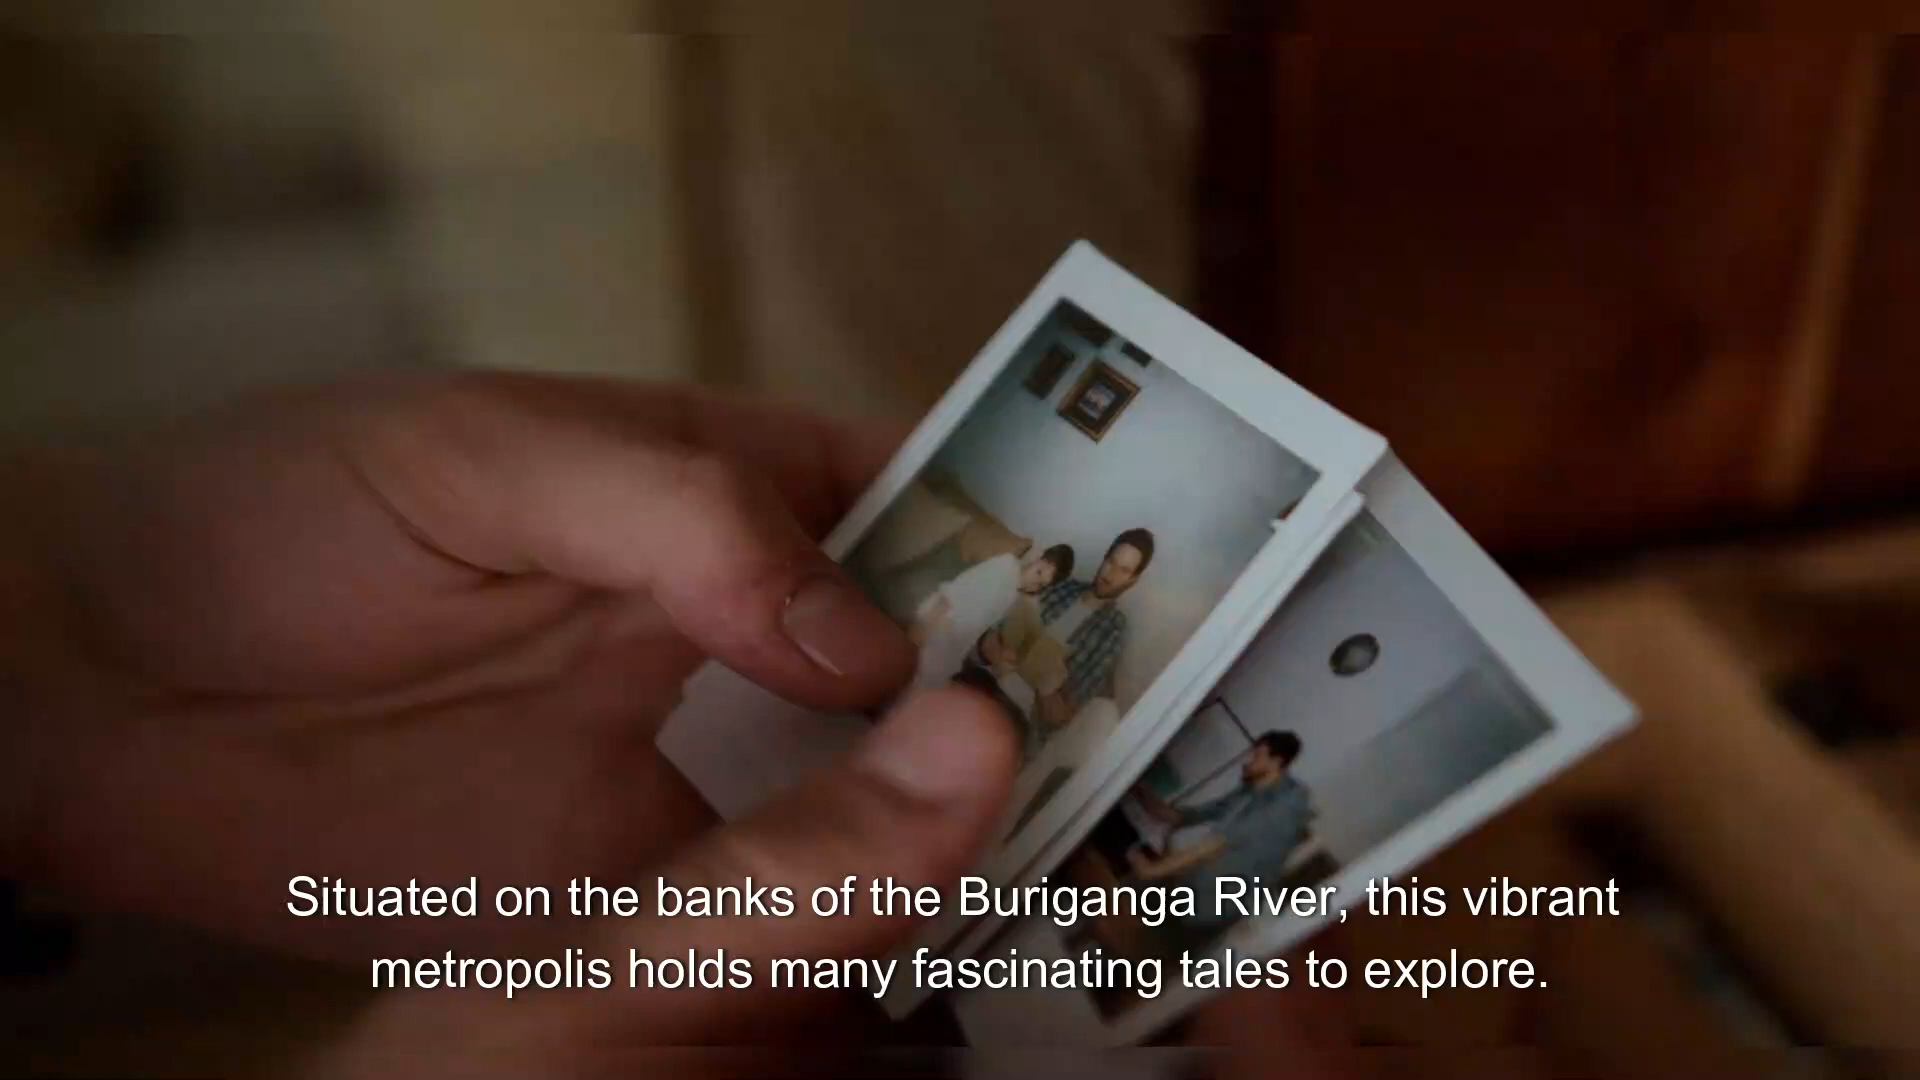 Situated on the banks of the Buriganga River, this vibrant
metropolis holds many fascinating tales to explore.